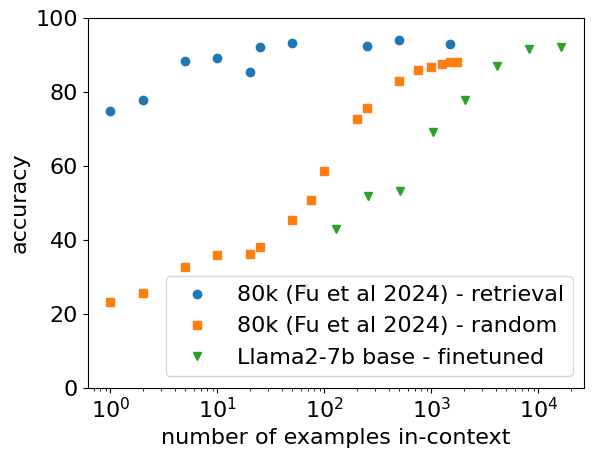 100
80
60
40
20
0
accuracy
80k (Fu et al 2024) - retrieval
80k (Fu et al 2024) - random
Llama2-7b base - finetuned
10⁰ 10¹ 10² 10³ 10⁴
number of examples in-context